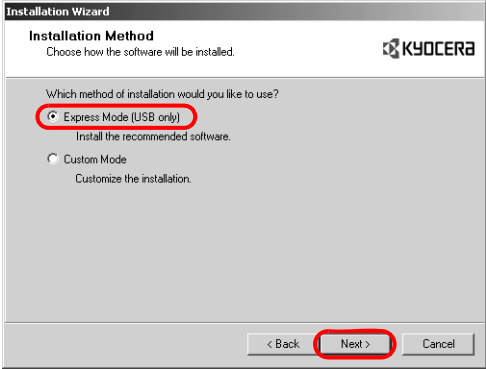 Installation Wizard
Installation Method
Choose how the software will be installed.
KYOCERA
Which method of installation would you like to use?
Express Mode (USB only)
Install the recommended software.
Custom Mode
Customize the installation.
< Back Next > Cancel